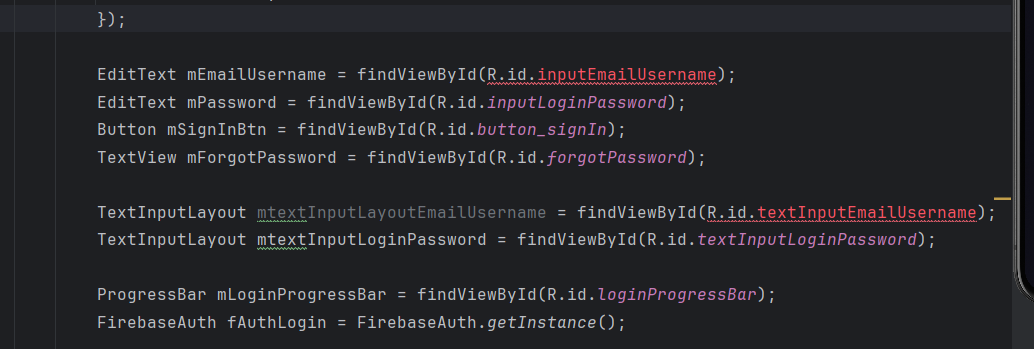 });
EditText mEmailUsername = findViewById(R.id.inputEmailUsername);
EditText mPassword = findViewById(R.id.inputLoginPassword);
Button mSignInBtn = findViewById(R.id.button_signIn);
TextView mForgotPassword = findViewById(R.id.forgotPassword);
TextInputLayout mtextInputLayoutEmailUsername = findViewById(R.id.textInputEmailUsername);
TextInputLayout mtextInputLoginPassword = findViewById(R.id.textInputLoginPassword);
ProgressBar mLoginProgressBar = findViewById(R.id.loginProgressBar);
FirebaseAuth fAuthLogin = FirebaseAuth.getInstance();